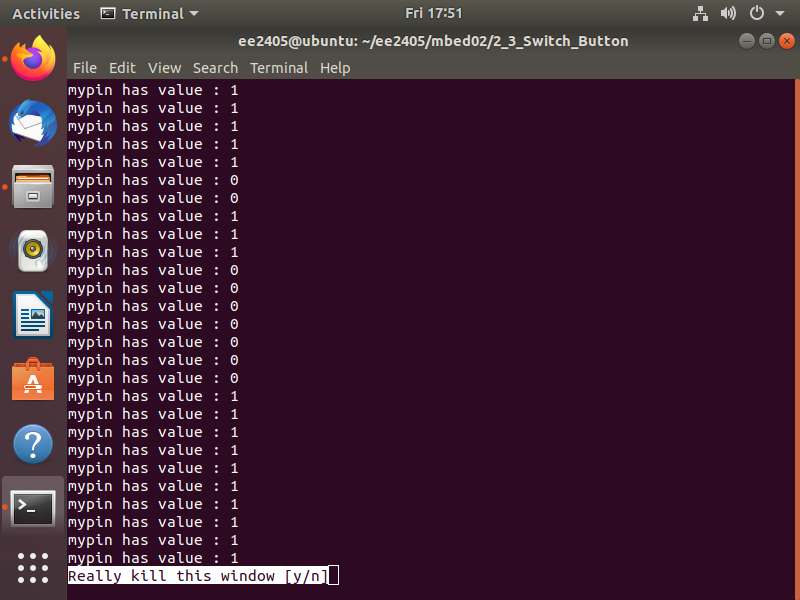 Activities Terminal Fri 17:51
ee2405@ubuntu: ~/ee2405/mbed02/2_3_Switch_Button
File Edit View Search Terminal Help
mypin has value : 1
mypin has value : 1
mypin has value : 1
mypin has value : 1
mypin has value : 1
mypin has value : 0
mypin has value : 0
mypin has value : 1
mypin has value : 1
mypin has value : 1
mypin has value : 0
mypin has value : 0
mypin has value : 0
mypin has value : 0
mypin has value : 0
mypin has value : 0
mypin has value : 0
mypin has value : 1
mypin has value : 1
mypin has value : 1
mypin has value : 1
mypin has value : 1
mypin has value : 1
mypin has value : 1
mypin has value : 1
mypin has value : 1
mypin has value : 1
Really kill this window [y/n]